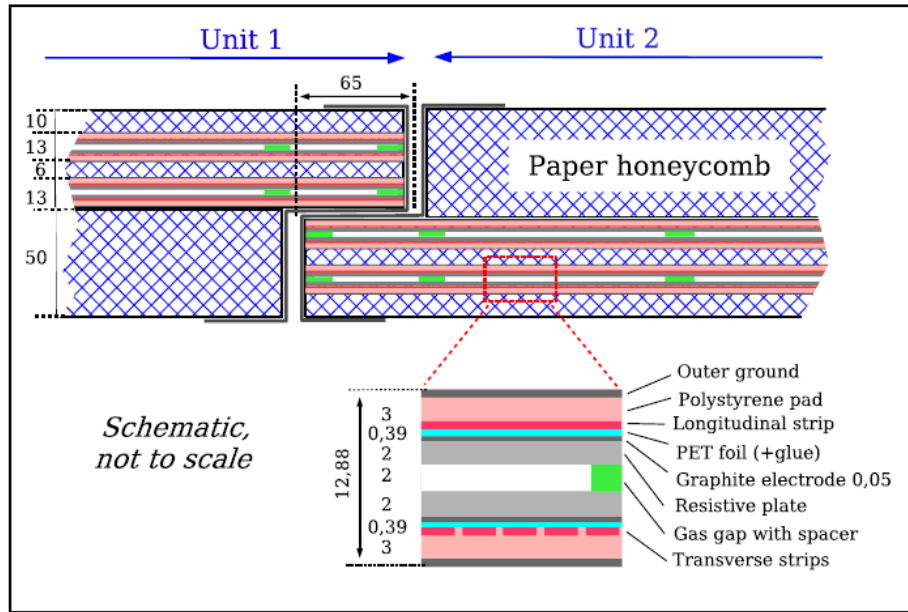 Unit 1
Unit 2
65
10
13
6
13
50
Paper honeycomb
Schematic,
not to scale
12,88
3
0,39
2
2
2
0,39
3
Outer ground
Polystyrene pad
Longitudinal strip
PET foil (+glue)
Graphite electrode 0,05
Resistive plate
Gas gap with spacer
Transverse strips